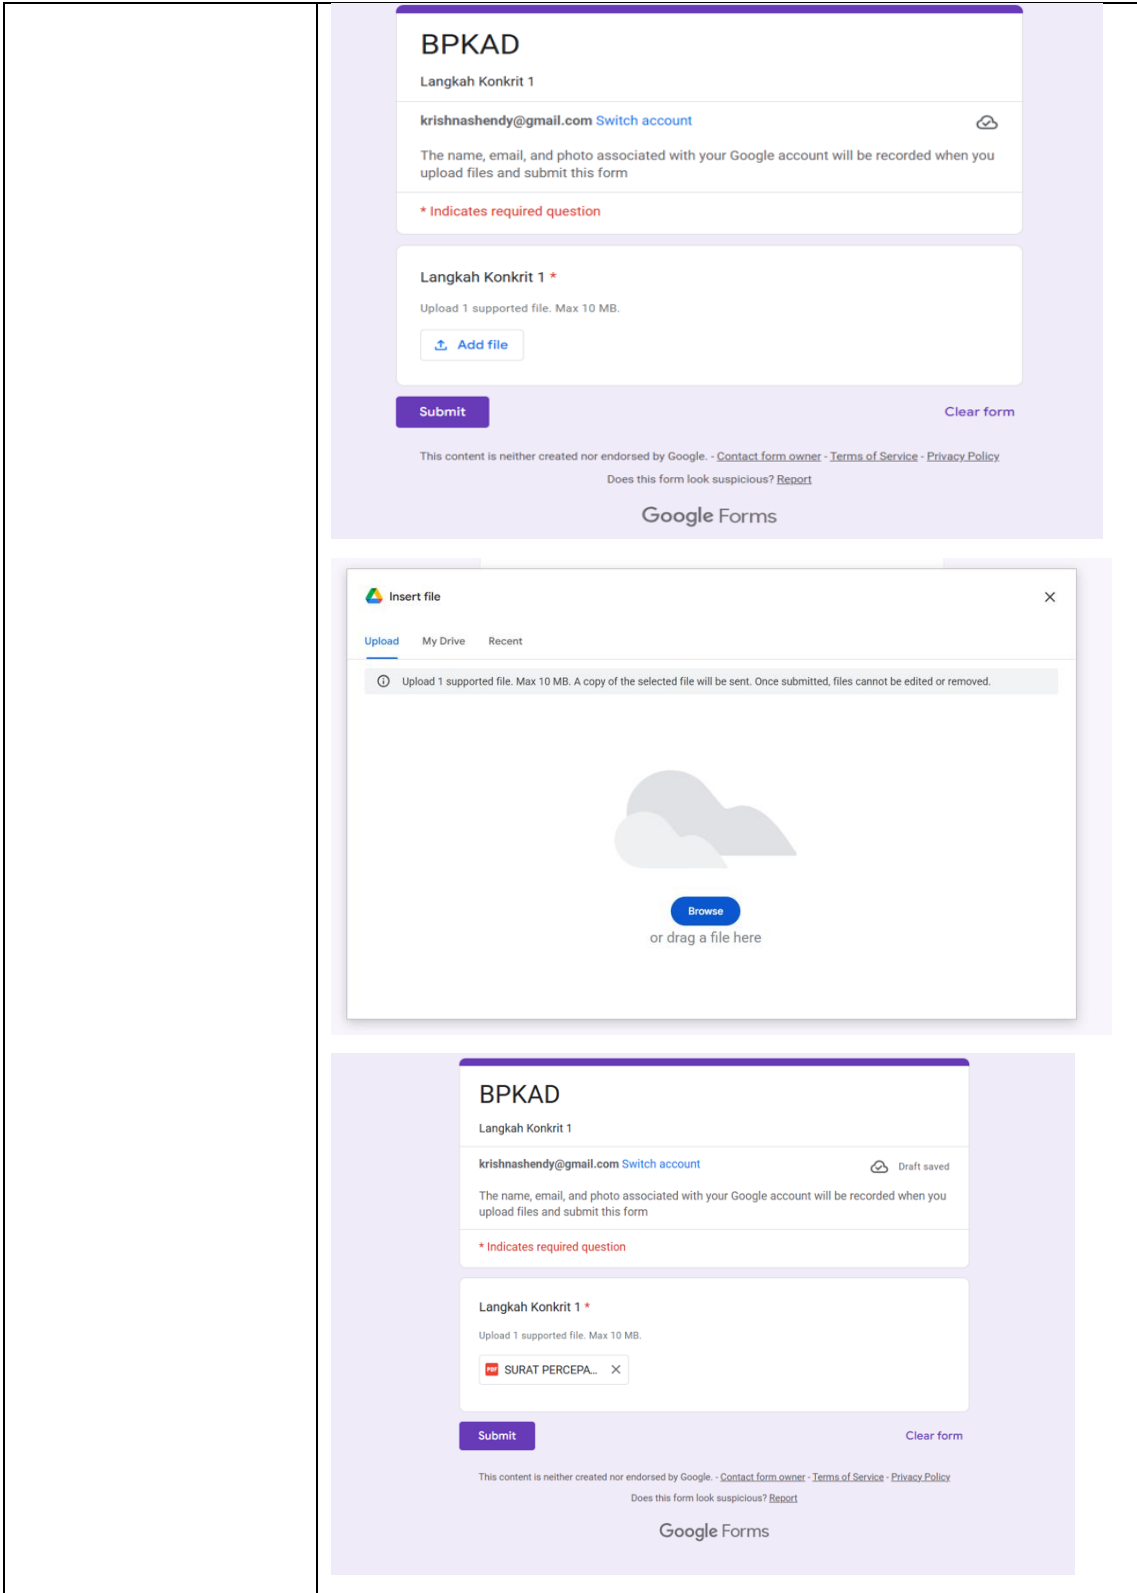 BPKAD
Langkah Konkrit 1
krishnashendy@gmail.com Switch account
The name, email, and photo associated with your Google account will be recorded when you
upload files and submit this form
* Indicates required question
Langkah Konkrit 1 *
Upload 1 supported file. Max 10 MB.
Add file
Submit
Clear form
This content is neither created nor endorsed by Google. - Contact form owner - Terms of Service - Privacy Policy
Does this form look suspicious? Report
Google Forms
Insert file
Upload My Drive Recent
Upload 1 supported file. Max 10 MB. A copy of the selected file will be sent. Once submitted, files cannot be edited or removed.
Browse
or drag a file here
BPKAD
Langkah Konkrit 1
krishnashendy@gmail.com Switch account
Draft saved
The name, email, and photo associated with your Google account will be recorded when you
upload files and submit this form
* Indicates required question
Langkah Konkrit 1 *
Upload 1 supported file. Max 10 MB.
PDF SURAT PERCEPA...
Submit
Clear form
This content is neither created nor endorsed by Google. - Contact form owner - Terms of Service - Privacy Policy
Does this form look suspicious? Report
Google Forms